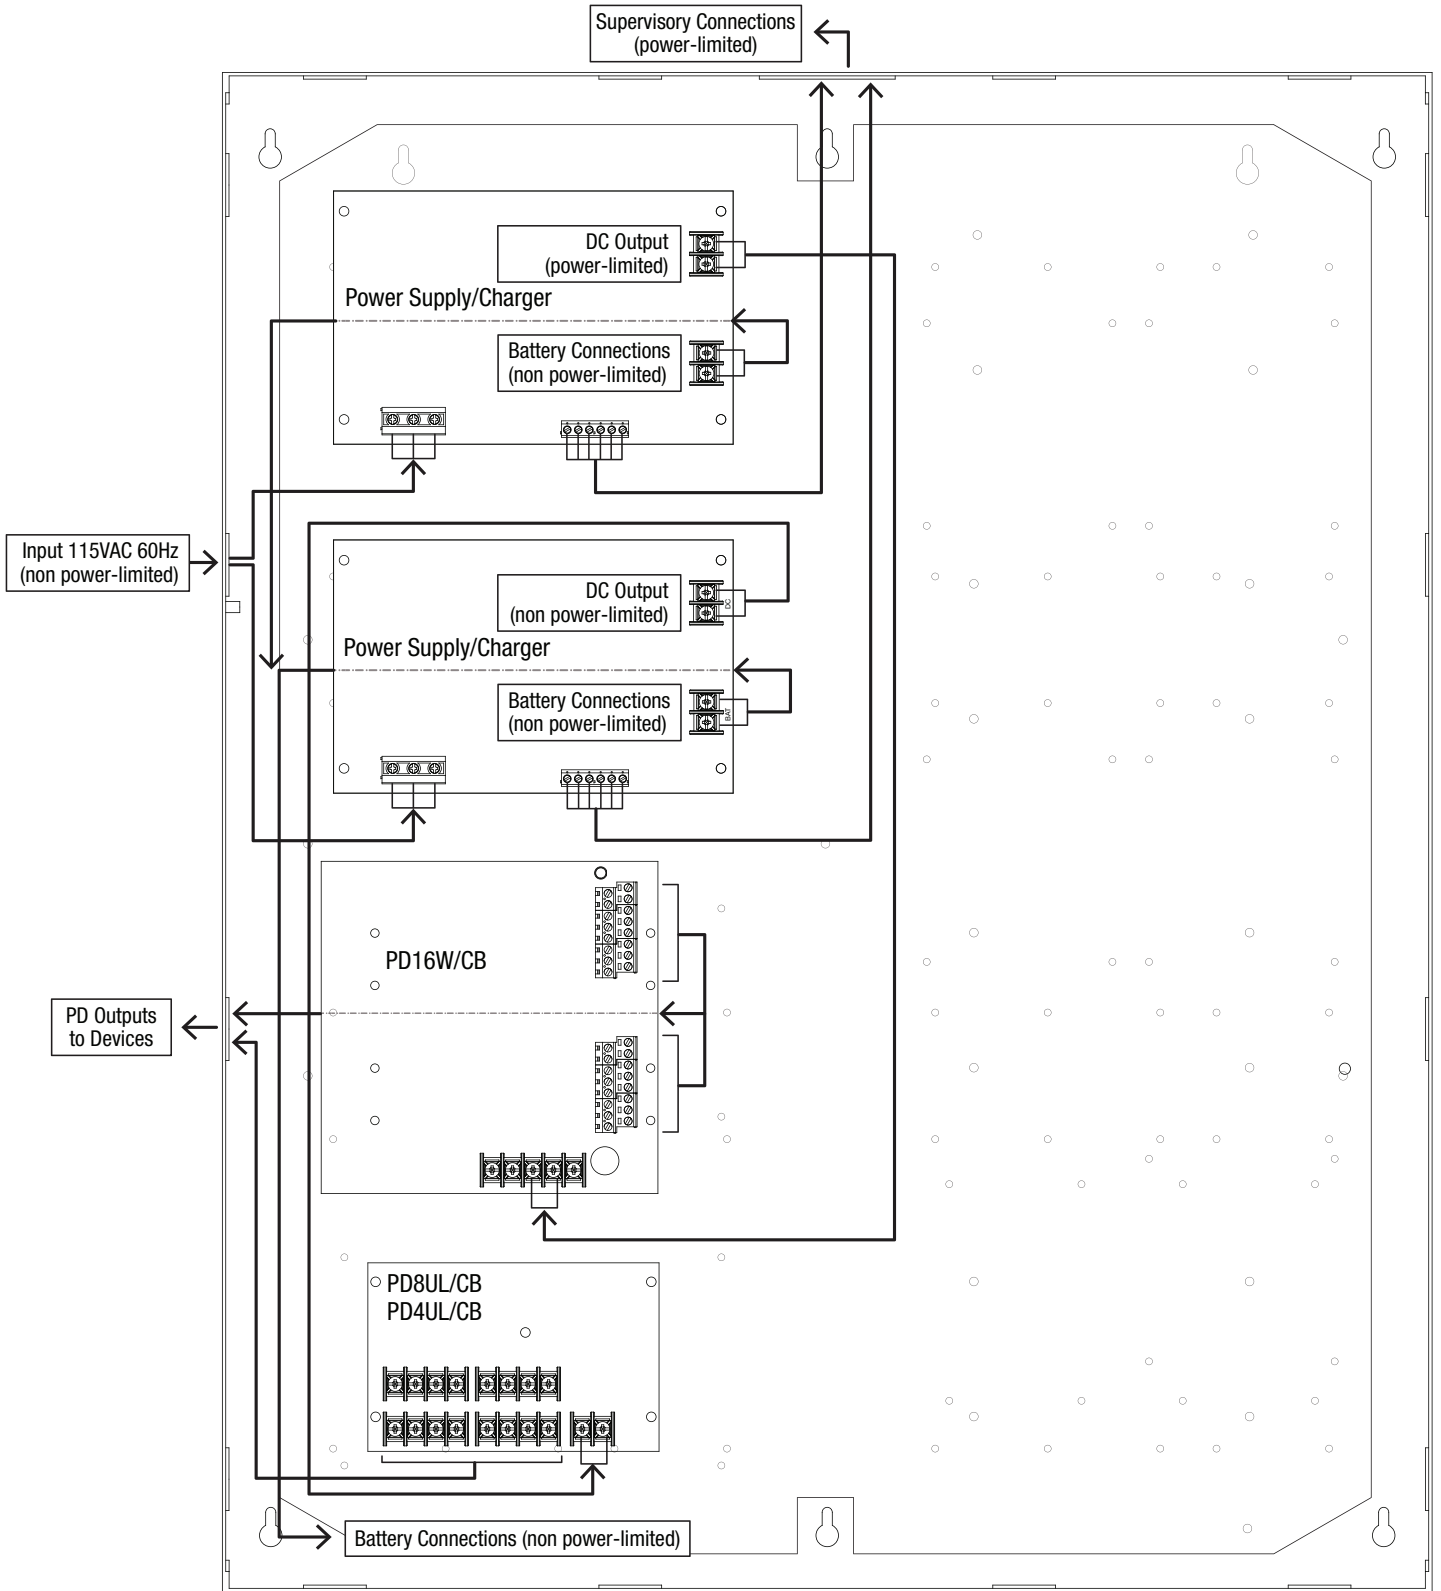 Supervisory Connections
(power-limited)
DC Output
(power-limited)
Power Supply/Charger
Battery Connections
(non power-limited)
Input 115VAC 60Hz
(non power-limited)
DC Output
(non power-limited)
DC
Power Supply/Charger
Battery Connections
(non power-limited)
BAT
PD16W/CB
PD Outputs
to Devices
PD8UL/CB
PD4UL/CB
Battery Connections (non power-limited)